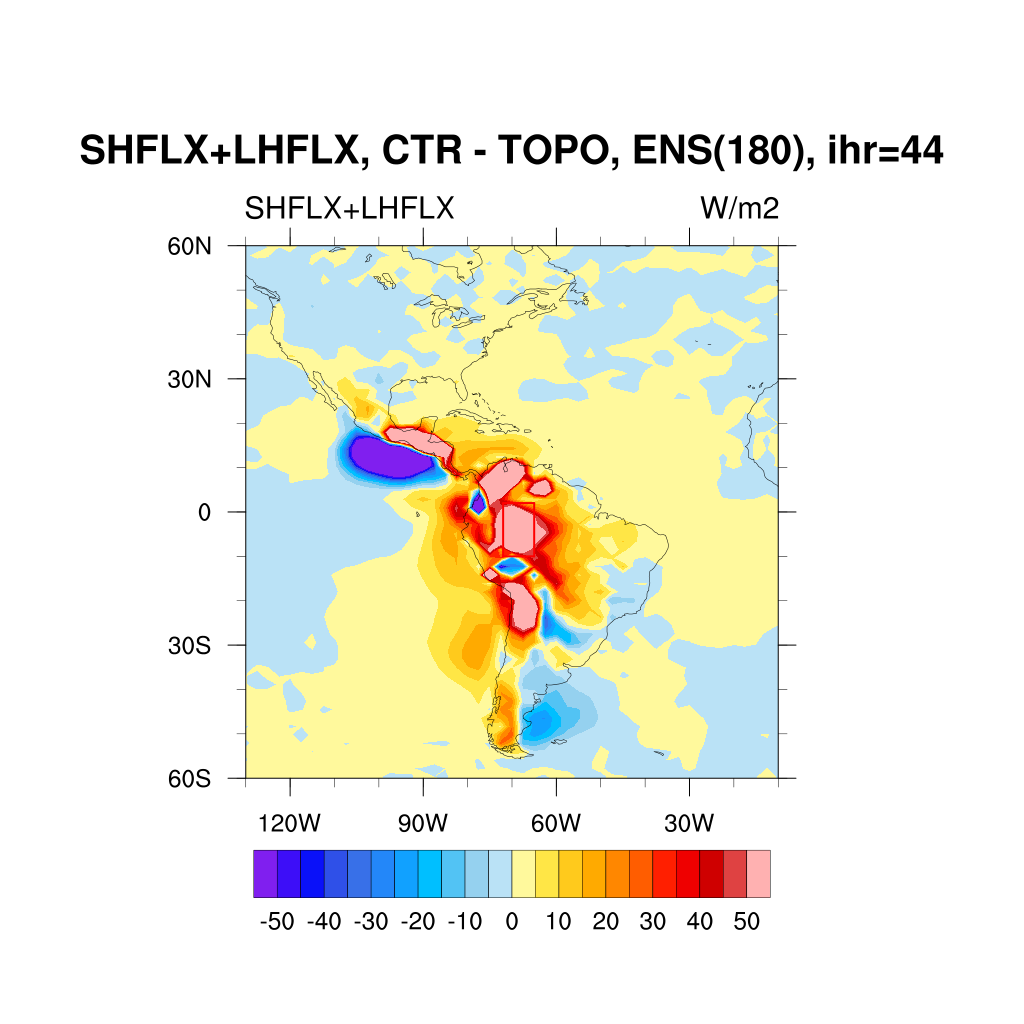 SHFLX+LHFLX, CTR - TOPO, ENS(180), ihr=44
SHFLX+LHFLX W/m2
60N
30N
0
30S
60S
120W 90W 60W 30W
-50 -40 -30 -20 -10 0 10 20 30 40 50